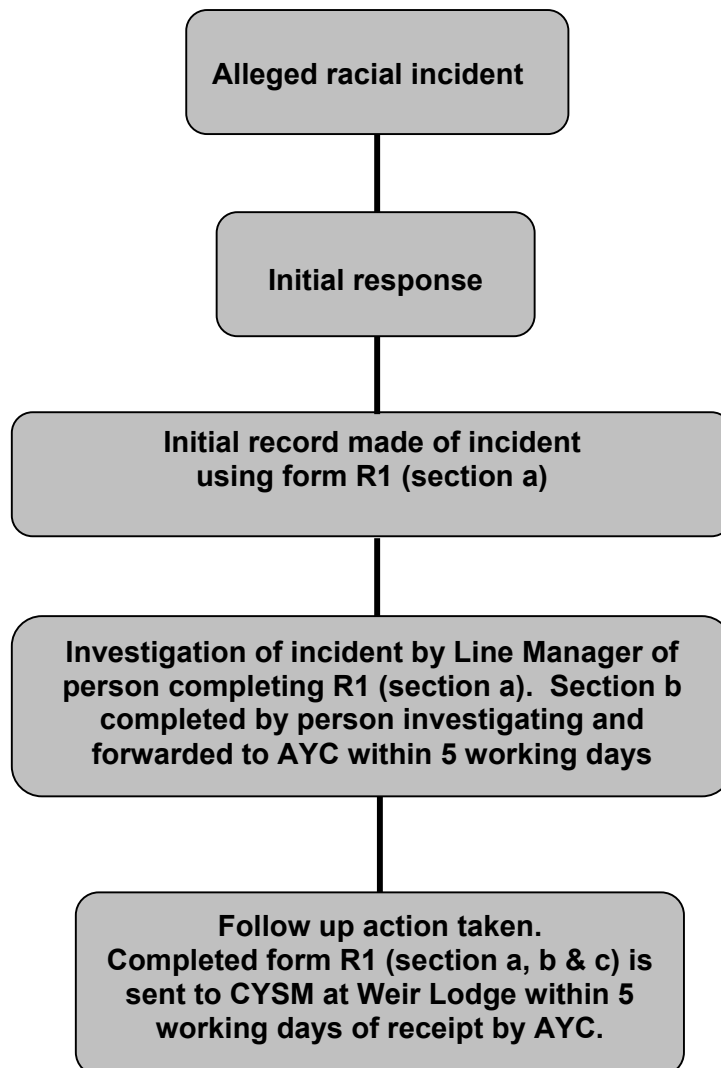 Alleged racial incident
Initial response
Initial record made of incident
using form R1 (section a)
Investigation of incident by Line Manager of
person completing R1 (section a).  Section b
completed by person investigating and
forwarded to AYC within 5 working days
Follow up action taken.
Completed form R1 (section a, b & c) is
sent to CYSM at Weir Lodge within 5
working days of receipt by AYC.